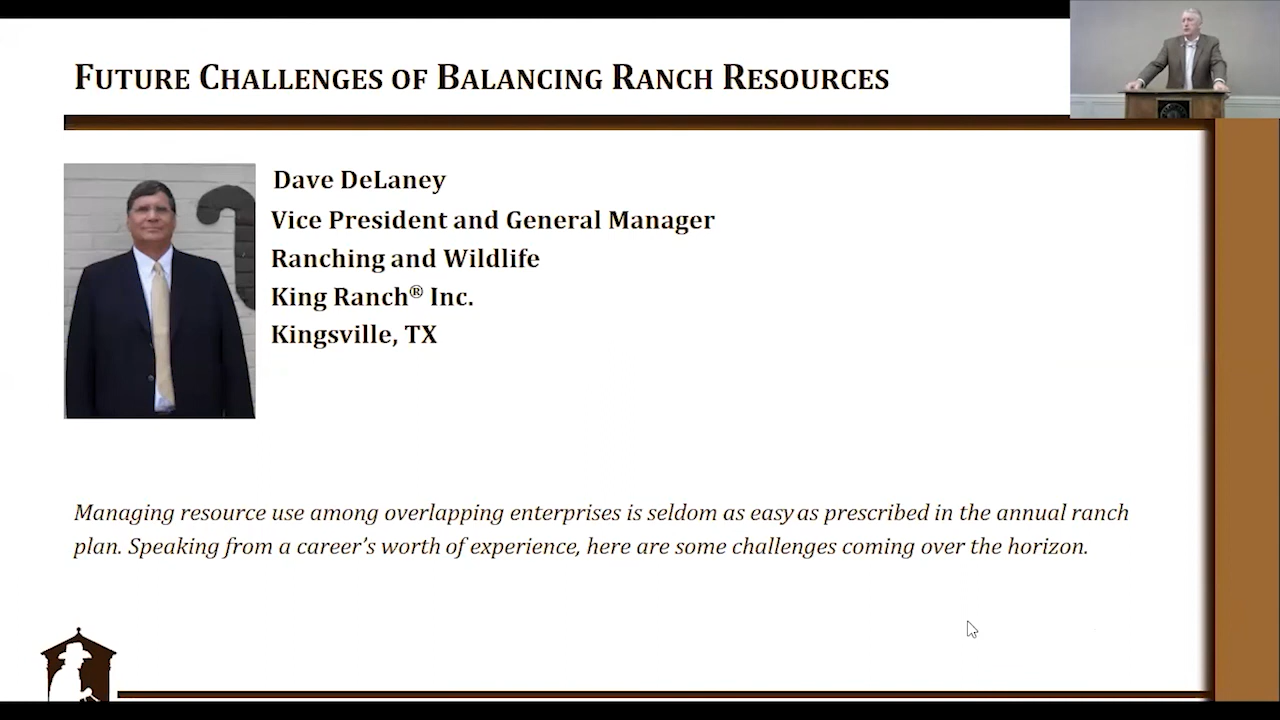 FUTURE CHALLENGES OF BALANCING RANCH RESOURCES
Dave DeLaney
Vice President and General Manager
Ranching and Wildlife
King Ranch® Inc.
Kingsville, TX
Managing resource use among overlapping enterprises is seldom as easy as prescribed in the annual ranch
plan. Speaking from a career's worth of experience, here are some challenges coming over the horizon.